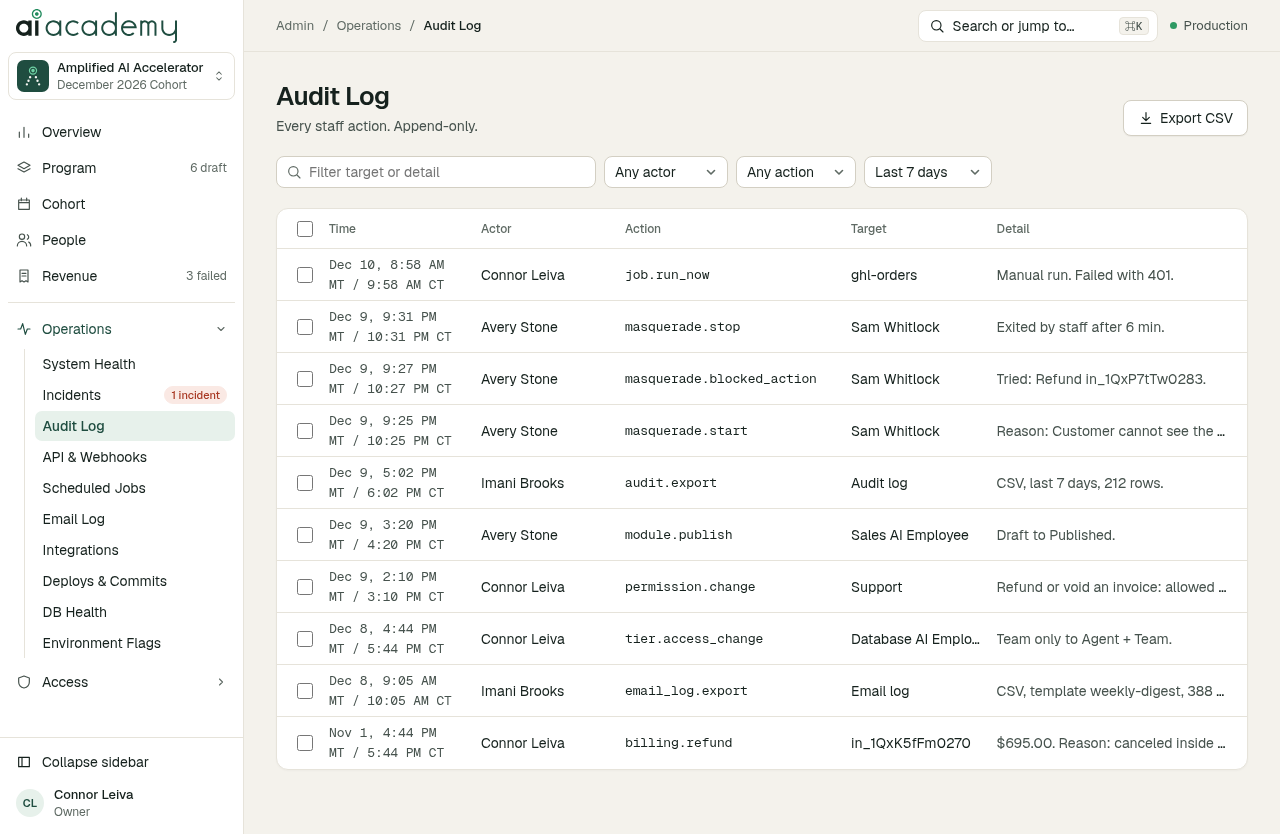 ai academy
Amplified AI Accelerator
December 2026 Cohort
Overview
Program 6 draft
Cohort
People
Revenue 3 failed
Operations
System Health
Incidents 1 incident
Audit Log
API & Webhooks
Scheduled Jobs
Email Log
Integrations
Deploys & Commits
DB Health
Environment Flags
Access
Collapse sidebar
CL
Connor Leiva
Owner
Admin / Operations / Audit Log
Search or jump to… ⌘K
Production
Audit Log
Every staff action. Append-only.
Export CSV
Filter target or detail
Any actor
Any action
Last 7 days
Time Actor Action Target Detail
Dec 10, 8:58 AM
MT / 9:58 AM CT
Connor Leiva job.run_now ghl-orders Manual run. Failed with 401.
Dec 9, 9:31 PM
MT / 10:31 PM CT
Avery Stone masquerade.stop Sam Whitlock Exited by staff after 6 min.
Dec 9, 9:27 PM
MT / 10:27 PM CT
Avery Stone masquerade.blocked_action Sam Whitlock Tried: Refund in_1QxP7tTw0283.
Dec 9, 9:25 PM
MT / 10:25 PM CT
Avery Stone masquerade.start Sam Whitlock Reason: Customer cannot see the …
Dec 9, 5:02 PM
MT / 6:02 PM CT
Imani Brooks audit.export Audit log CSV, last 7 days, 212 rows.
Dec 9, 3:20 PM
MT / 4:20 PM CT
Avery Stone module.publish Sales AI Employee Draft to Published.
Dec 9, 2:10 PM
MT / 3:10 PM CT
Connor Leiva permission.change Support Refund or void an invoice: allowed …
Dec 8, 4:44 PM
MT / 5:44 PM CT
Connor Leiva tier.access_change Database AI Emplo… Team only to Agent + Team.
Dec 8, 9:05 AM
MT / 10:05 AM CT
Imani Brooks email_log.export Email log CSV, template weekly-digest, 388 …
Nov 1, 4:44 PM
MT / 5:44 PM CT
Connor Leiva billing.refund in_1QxK5fFm0270 $695.00. Reason: canceled inside …